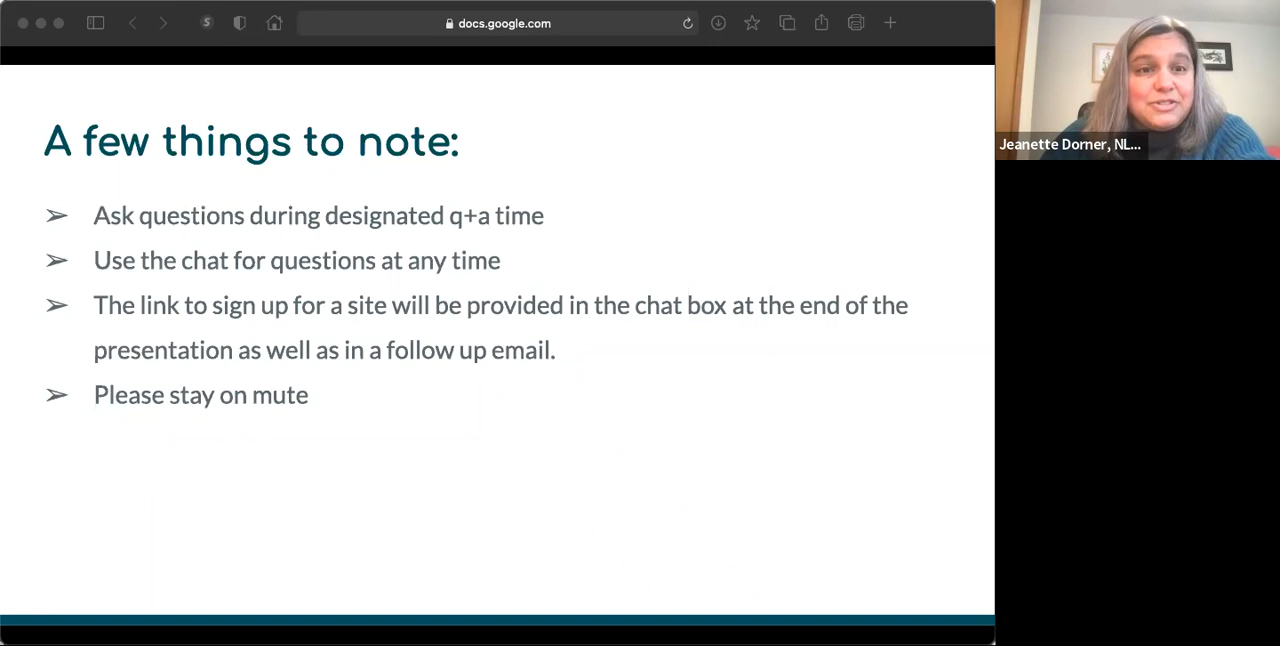 docs.google.com
A few things to note:
➢ Ask questions during designated q+a time
➢ Use the chat for questions at any time
➢ The link to sign up for a site will be provided in the chat box at the end of the
presentation as well as in a follow up email.
➢ Please stay on mute
Jeanette Dorner, NL...